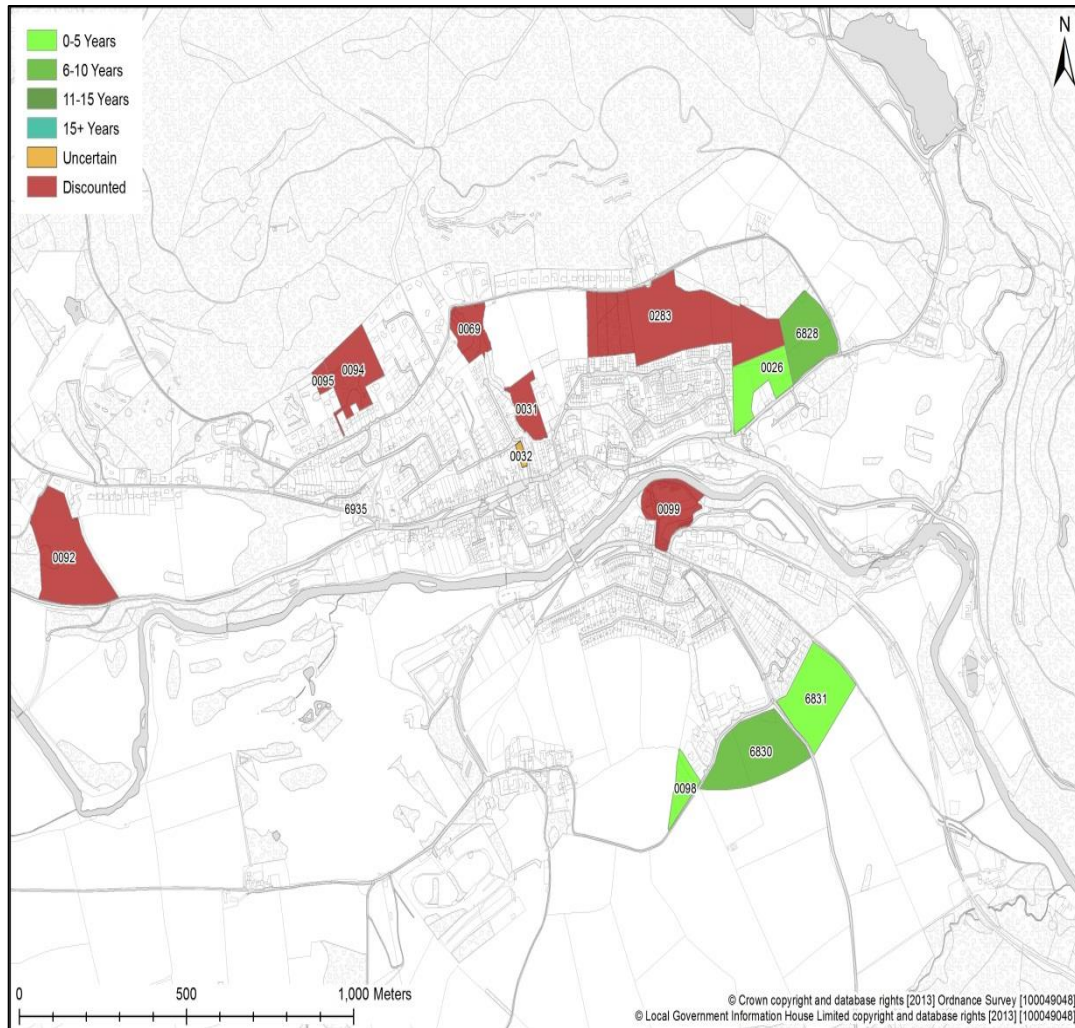 N
0-5 Years
6-10 Years
11-15 Years
15+ Years
Uncertain
Discounted
0283
6828
0069
0094
0095
0026
0031
0032
6935
0099
0092
6831
6830
0098
0 500 1,000 Meters
© Crown copyright and database rights [2013] Ordnance Survey [100049048]
© Local Government Information House Limited copyright and database rights [2013] [100049048]